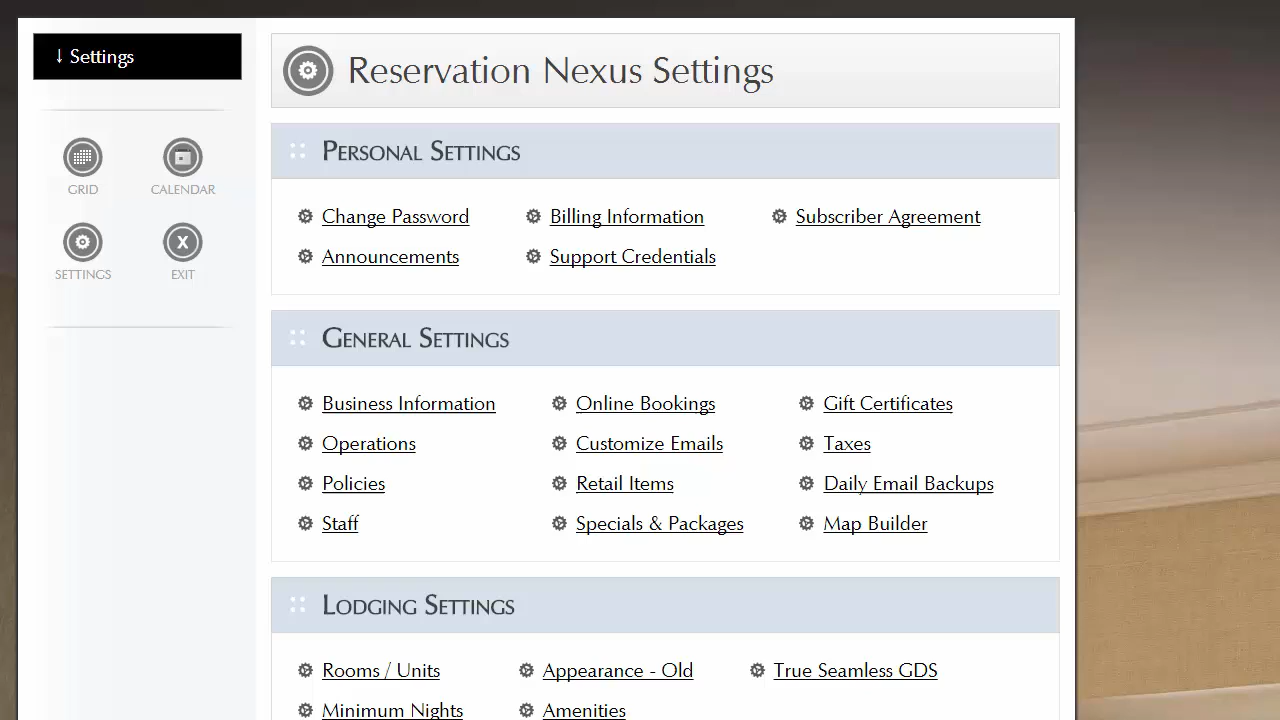 ↓ Settings
GRID CALENDAR
SETTINGS X EXIT
Reservation Nexus Settings
Personal Settings
Change Password Billing Information Subscriber Agreement
Announcements Support Credentials
General Settings
Business Information Online Bookings Gift Certificates
Operations Customize Emails Taxes
Policies Retail Items Daily Email Backups
Staff Specials & Packages Map Builder
Lodging Settings
Rooms / Units Appearance - Old True Seamless GDS
Minimum Nights Amenities